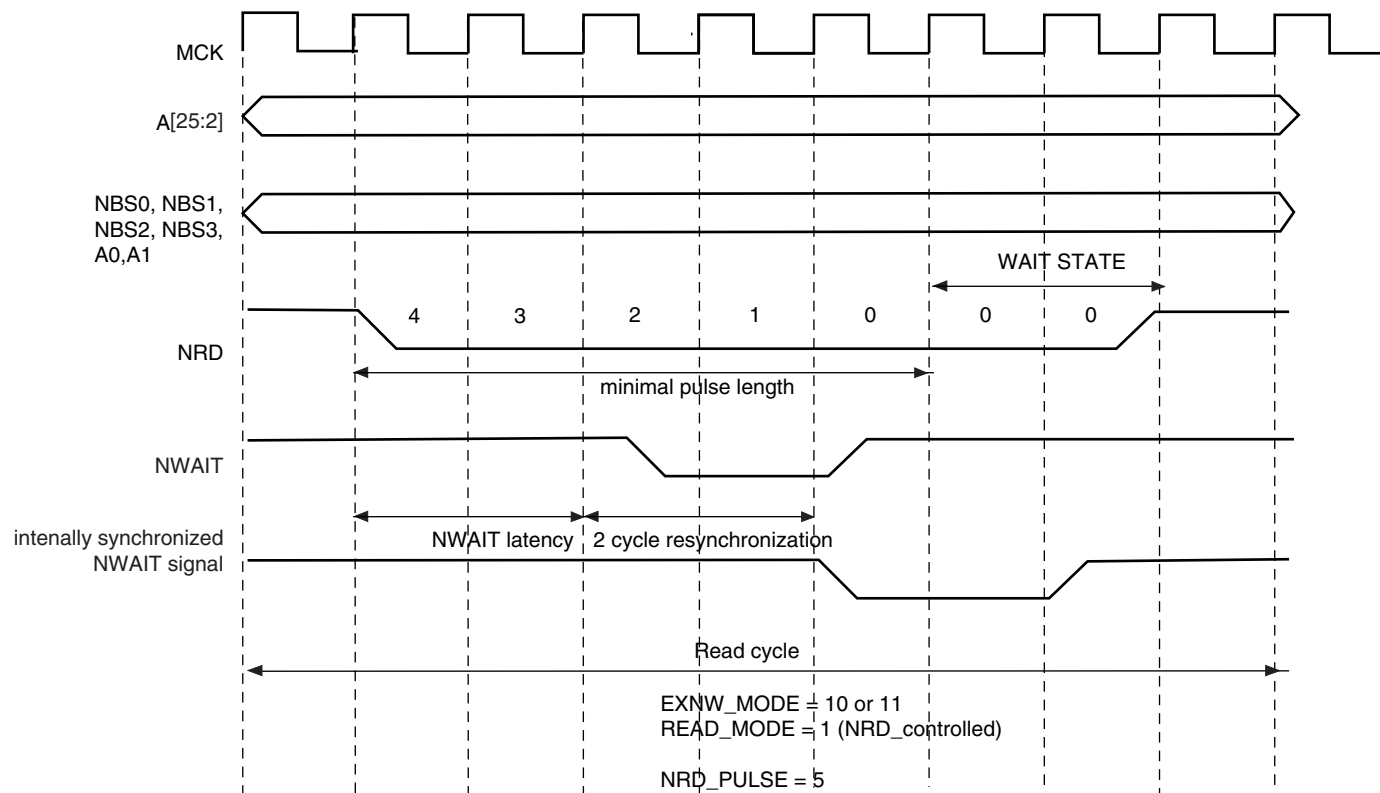 MCK
A[25:2]
NBS0, NBS1,
NBS2, NBS3,
A0,A1
WAIT STATE
4 3 2 1 0 0 0
NRD
minimal pulse length
NWAIT
NWAIT latency 2 cycle resynchronization
intenally synchronized
NWAIT signal
Read cycle
EXNW_MODE = 10 or 11
READ_MODE = 1 (NRD_controlled)
NRD_PULSE = 5